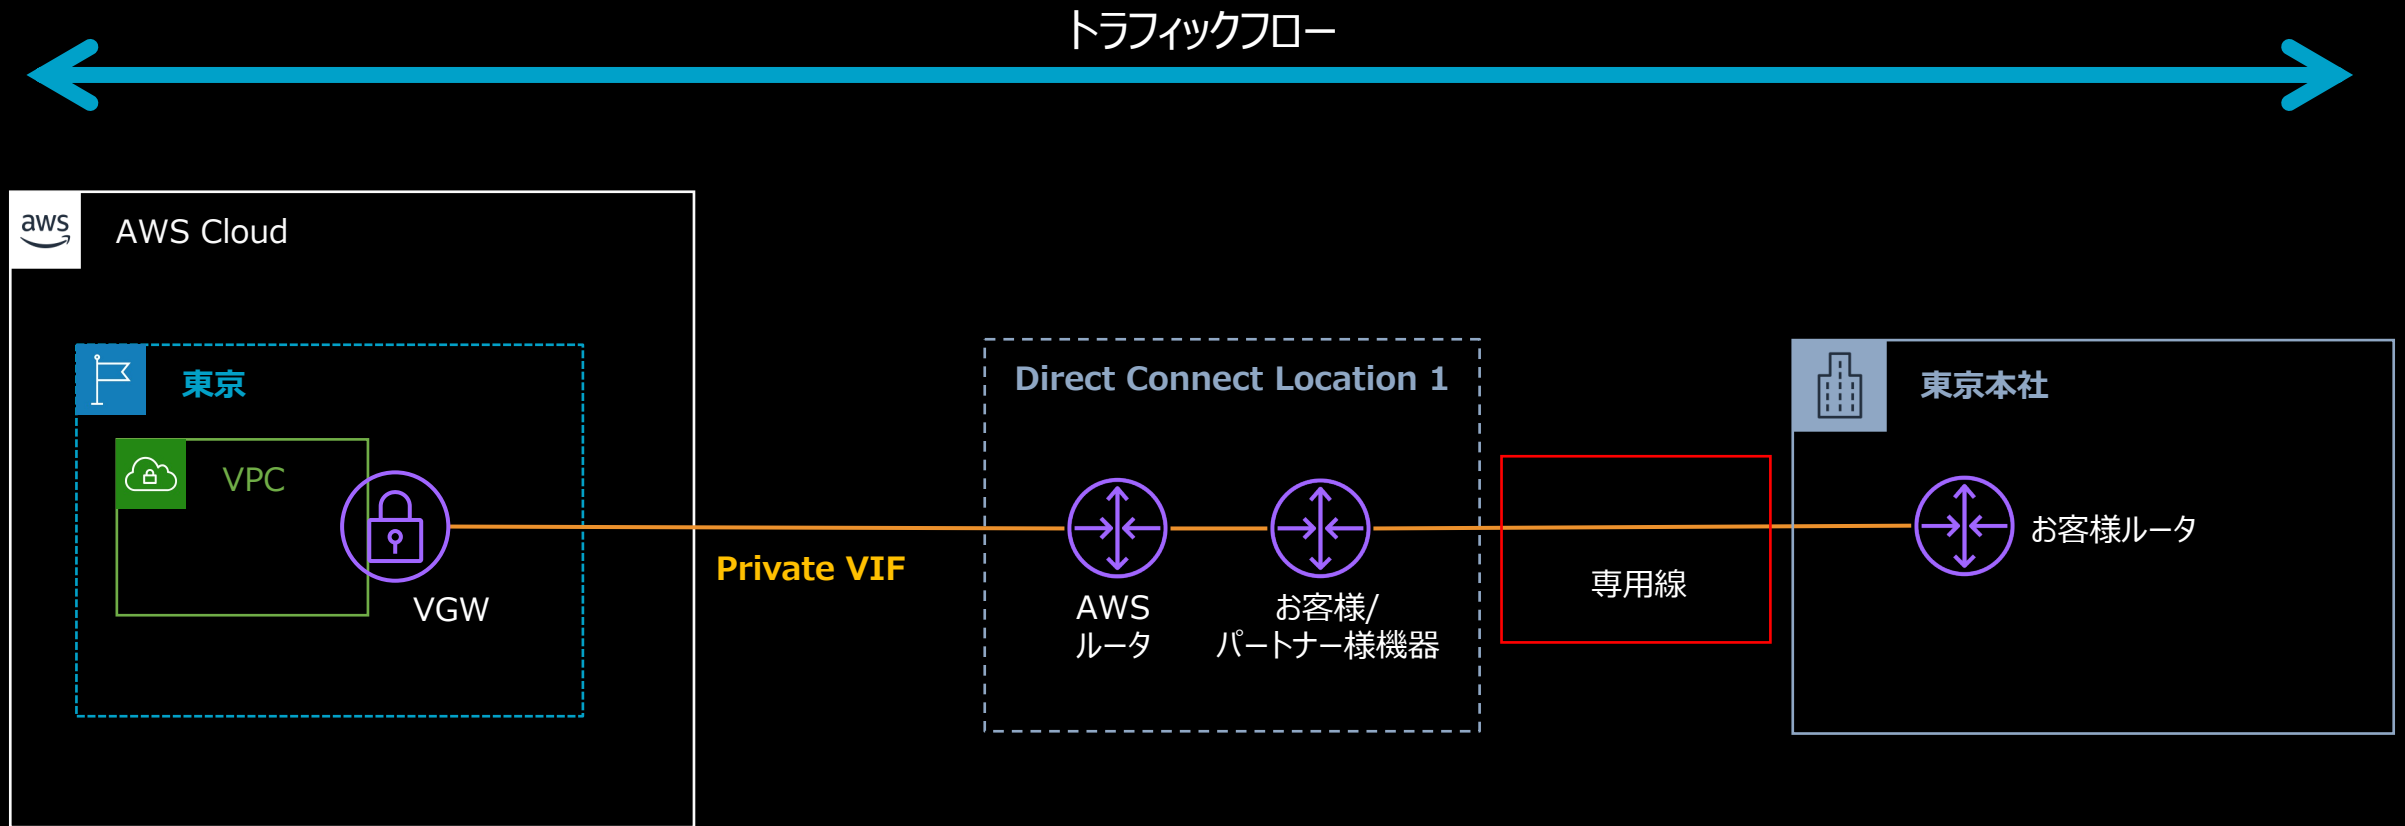 トラフィックフロー
aws
AWS Cloud
東京
VPC
VGW
Private VIF
Direct Connect Location 1
AWS
ルータ
お客様/
パートナー様機器
専用線
東京本社
お客様ルータ